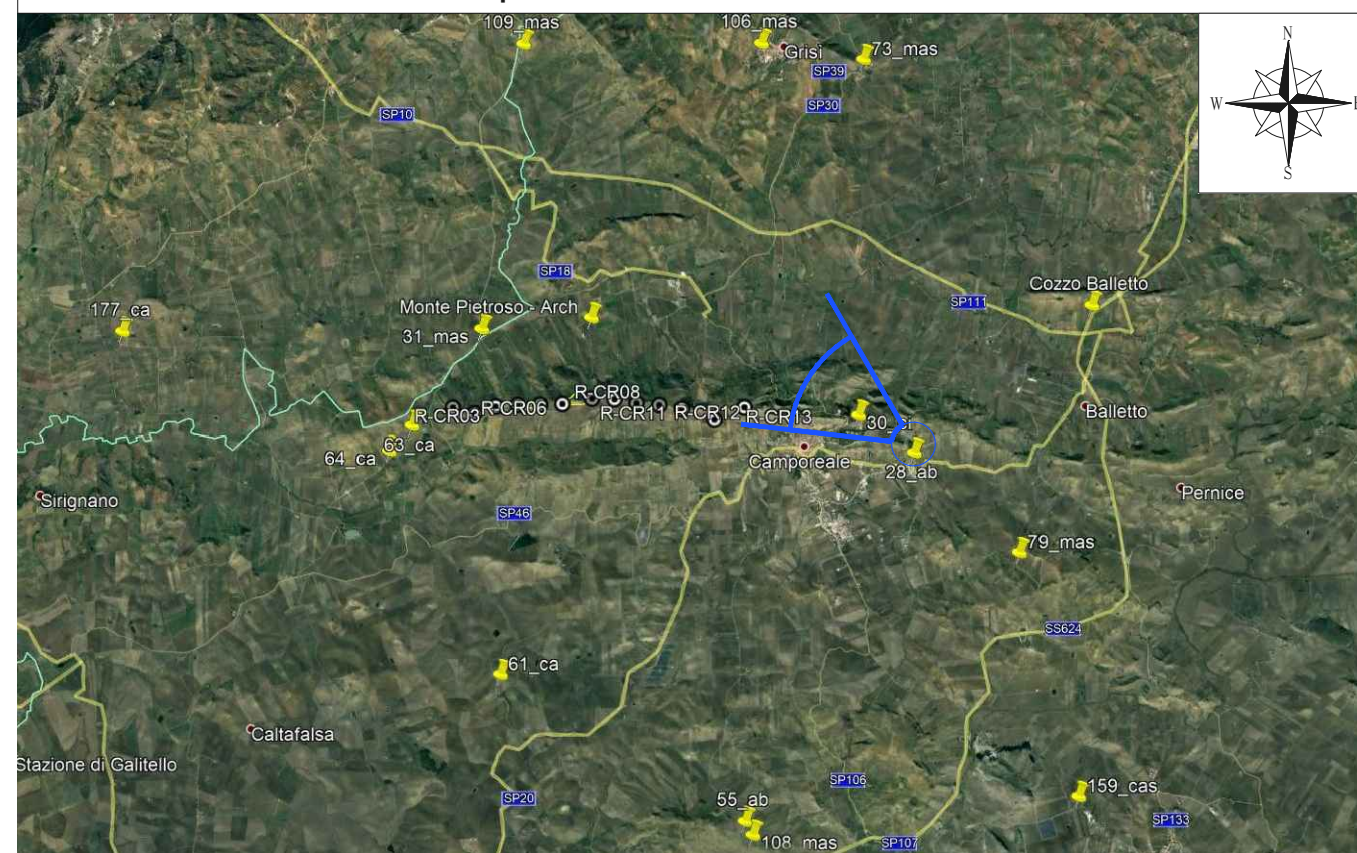 109_mas
106_mas
Grisì
73_mas
SP39
SP30
SP10
N
W
E
S
SP18
177_ca
Monte Pietroso - Arch
31_mas
Cozzo Balletto
SP111
R-CR08
R-CR03
R-CR06
R-CR11
R-CR12
R-CR13
Balletto
63_ca
64_ca
Camporeale
28_ab
Sirignano
SP46
Pernice
79_mas
SS624
61_ca
Caltafalsa
Stazione di Galitello
SP20
SP106
159_cas
55_ab
108_mas
SP107
SP133